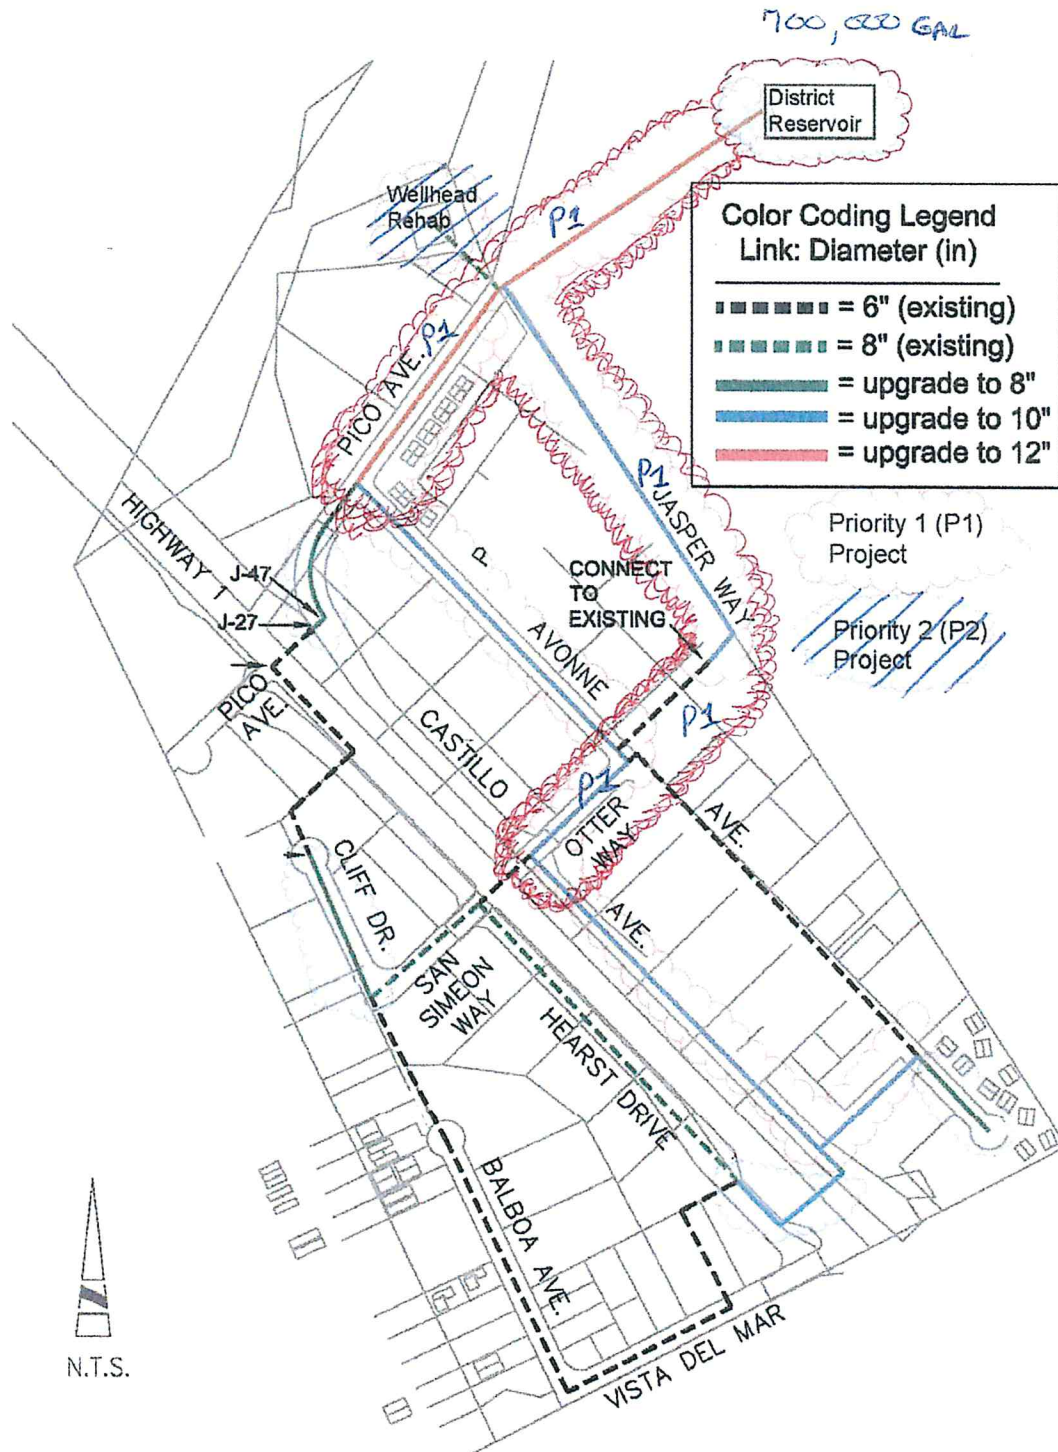 700,000 GAL
District
Reservoir
Wellhead
Rehab
P1
Color Coding Legend
Link: Diameter (in)
= 6" (existing)
= 8" (existing)
= upgrade to 8"
= upgrade to 10"
= upgrade to 12"
P1
PICO AVE.
P1
JASPER WAY
Priority 1 (P1)
Project
HIGHWAY 1
P
CONNECT
TO
EXISTING
J-47
J-27
Priority 2 (P2)
Project
AVONNE
PICO
AVE.
CASTILLO
P1
P1
OTTER
WAY
AVE.
CLIFF DR.
AVE.
SAN
SIMEON
WAY
HEARST DRIVE
BALBOA AVE.
VISTA DEL MAR
N.T.S.